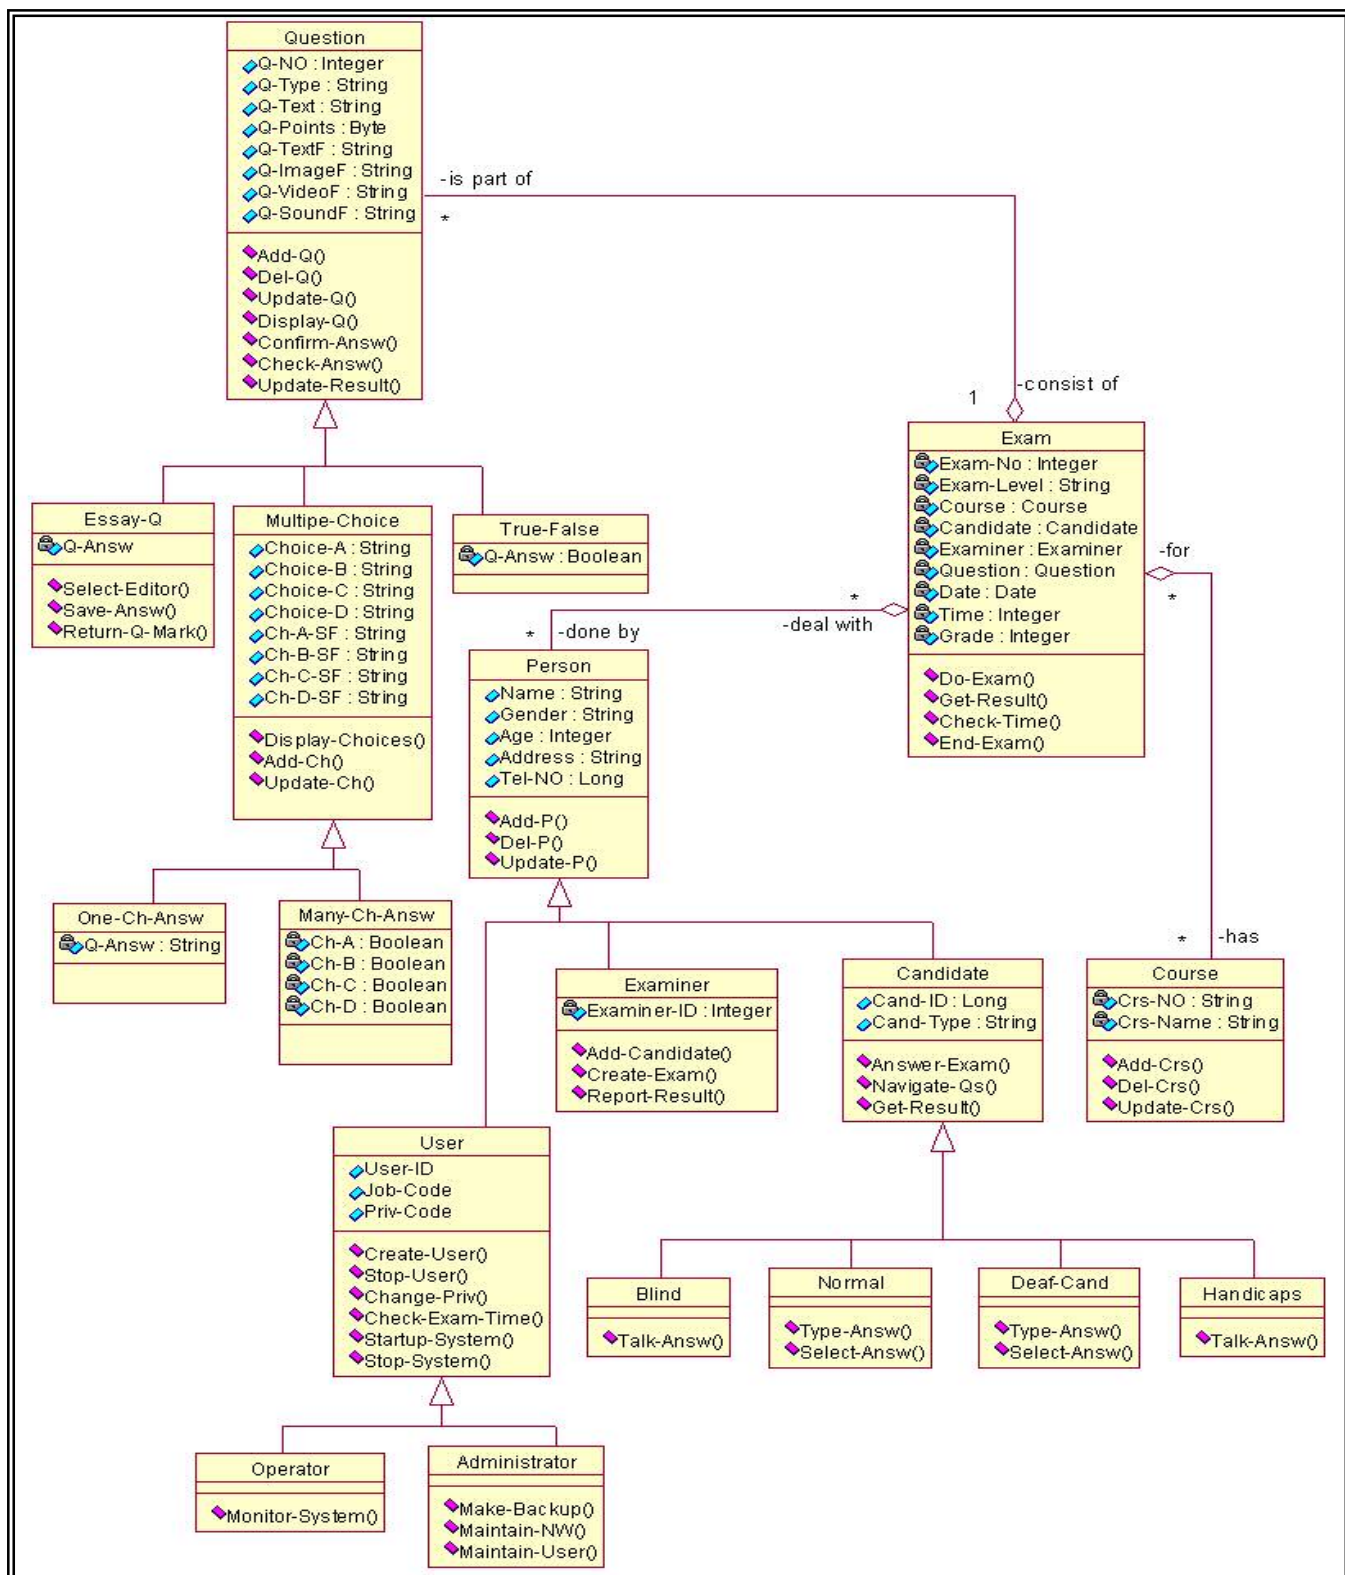 Question
Q-NO : Integer
Q-Type : String
Q-Text : String
Q-Points : Byte
Q-TextF : String
Q-ImageF : String
Q-VideoF : String
Q-SoundF : String
Add-Q()
Del-Q()
Update-Q()
Display-Q()
Confirm-Answ()
Check-Answ()
Update-Result()
-is part of
*
-consist of
1
Exam
Exam-No : Integer
Exam-Level : String
Course : Course
Candidate : Candidate
Examiner : Examiner
Question : Question
Date : Date
Time : Integer
Grade : Integer
Do-Exam()
Get-Result()
Check-Time()
End-Exam()
-for
*
*
-deal with
* -done by
Essay-Q
Q-Answ
Select-Editor()
Save-Answ()
Return-Q-Mark()
Multipe-Choice
Choice-A : String
Choice-B : String
Choice-C : String
Choice-D : String
Ch-A-SF : String
Ch-B-SF : String
Ch-C-SF : String
Ch-D-SF : String
Display-Choices()
Add-Ch()
Update-Ch()
True-False
Q-Answ : Boolean
Person
Name : String
Gender : String
Age : Integer
Address : String
Tel-NO : Long
Add-P()
Del-P()
Update-P()
One-Ch-Answ
Q-Answ : String
Many-Ch-Answ
Ch-A : Boolean
Ch-B : Boolean
Ch-C : Boolean
Ch-D : Boolean
Examiner
Examiner-ID : Integer
Add-Candidate()
Create-Exam()
Report-Result()
Candidate
Cand-ID : Long
Cand-Type : String
Answer-Exam()
Navigate-Qs()
Get-Result()
* -has
Course
Crs-NO : String
Crs-Name : String
Add-Crs()
Del-Crs()
Update-Crs()
User
User-ID
Job-Code
Priv-Code
Create-User()
Stop-User()
Change-Priv()
Check-Exam-Time()
Startup-System()
Stop-System()
Blind
Talk-Answ()
Normal
Type-Answ()
Select-Answ()
Deaf-Cand
Type-Answ()
Select-Answ()
Handicaps
Talk-Answ()
Operator
Monitor-System()
Administrator
Make-Backup()
Maintain-NW()
Maintain-User()